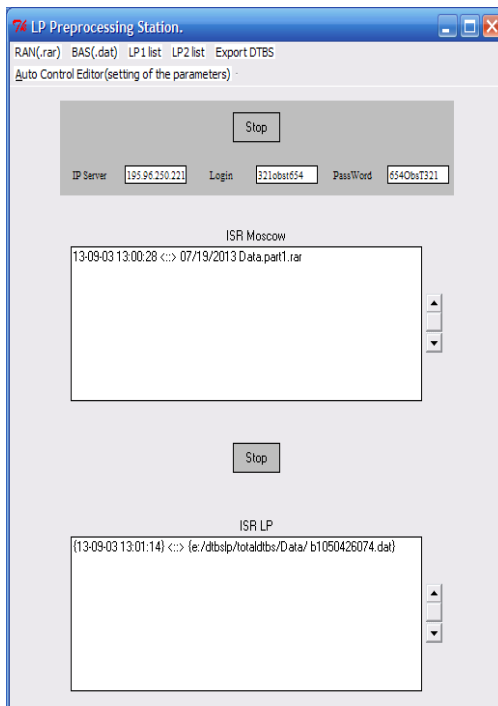 LP Preprocessing Station.
RAN(.rar) BAS(.dat) LP1 list LP2 list Export DTBS
Auto Control Editor(setting of the parameters)
Stop
IP Server 195.96.250.221 Login 321obst654 PassWord 654ObsT321
ISR Moscow
13-09-03 13:00:28 <::> 07/19/2013 Data.part1.rar
Stop
ISR LP
{13-09-03 13:01:14} <::> {e:/dtbslp/totaldtbs/Data/ b1050426074.dat}